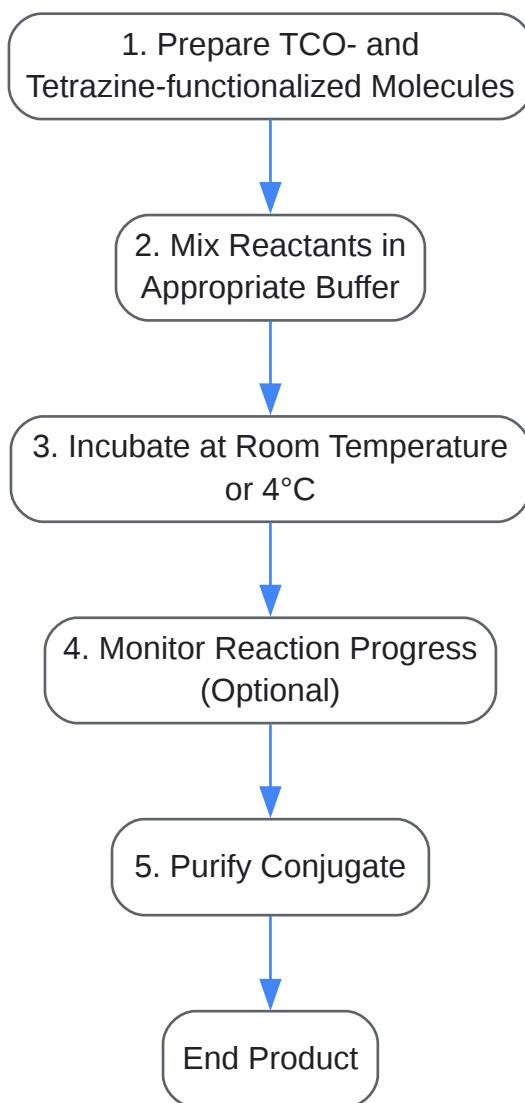 1. Prepare TCO- and
Tetrazine-functionalized Molecules
2. Mix Reactants in
Appropriate Buffer
3. Incubate at Room Temperature
or 4°C
4. Monitor Reaction Progress
(Optional)
5. Purify Conjugate
End Product